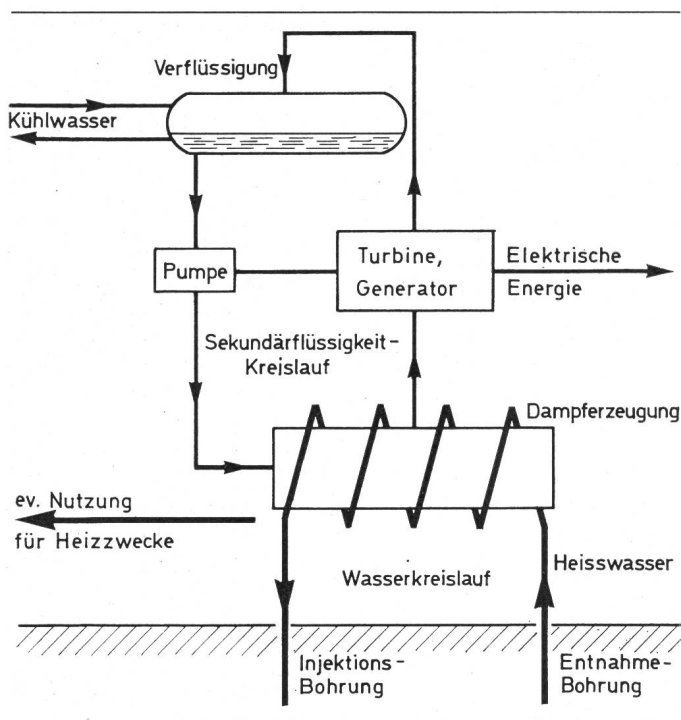 Verflüssigung
Kühlwasser
Pumpe
Turbine,
Generator
Elektrische
Energie
Sekundärflüssigkeit-
Kreislauf
Dampferzeugung
ev. Nutzung
für Heizzwecke
Wasserkreislauf
Heisswasser
Injektions-
Bohrung
Entnahme-
Bohrung